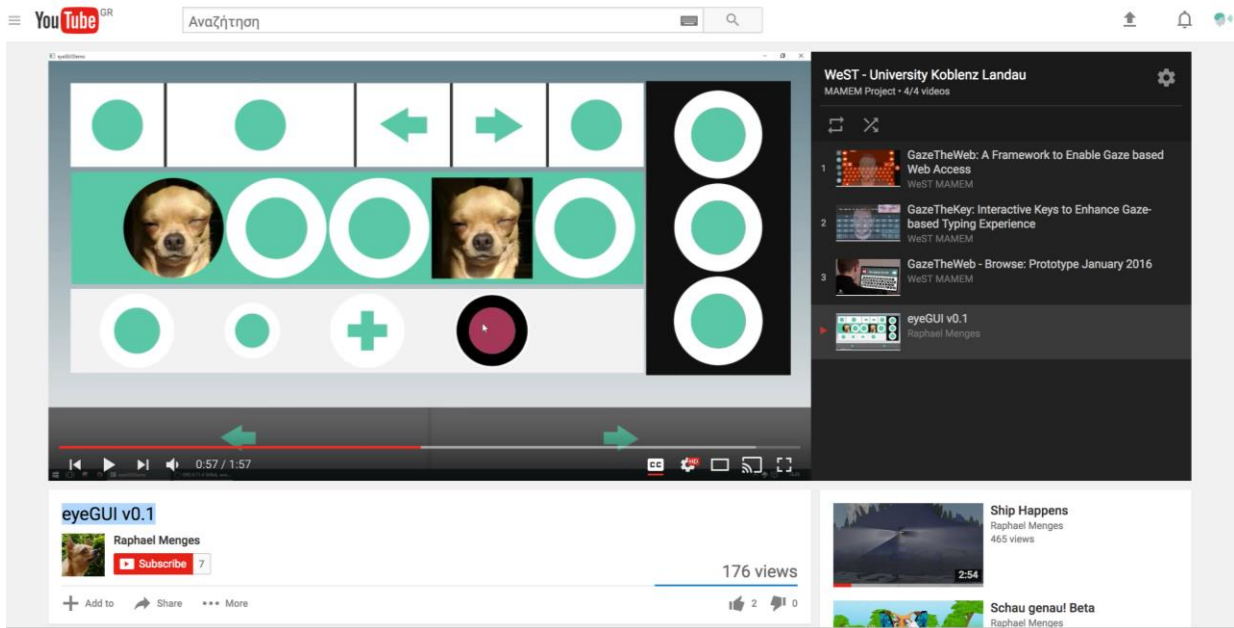 YouTube GR
Αναζήτηση
eyeGUIDemo
WeST - University Koblenz Landau
MAMEM Project • 4/4 videos
1
GazeTheWeb: A Framework to Enable Gaze based
Web Access
WeST MAMEM
2
GazeTheKey: Interactive Keys to Enhance Gaze-
based Typing Experience
WeST MAMEM
3
GazeTheWeb - Browse: Prototype January 2016
WeST MAMEM
eyeGUI v0.1
Raphael Menges
0:57 / 1:57
CC
HD
eyeGUI v0.1
Raphael Menges
Subscribe 7
176 views
Add to Share More
2 0
Ship Happens
Raphael Menges
465 views
2:54
Schau genau! Beta
Raphael Menges